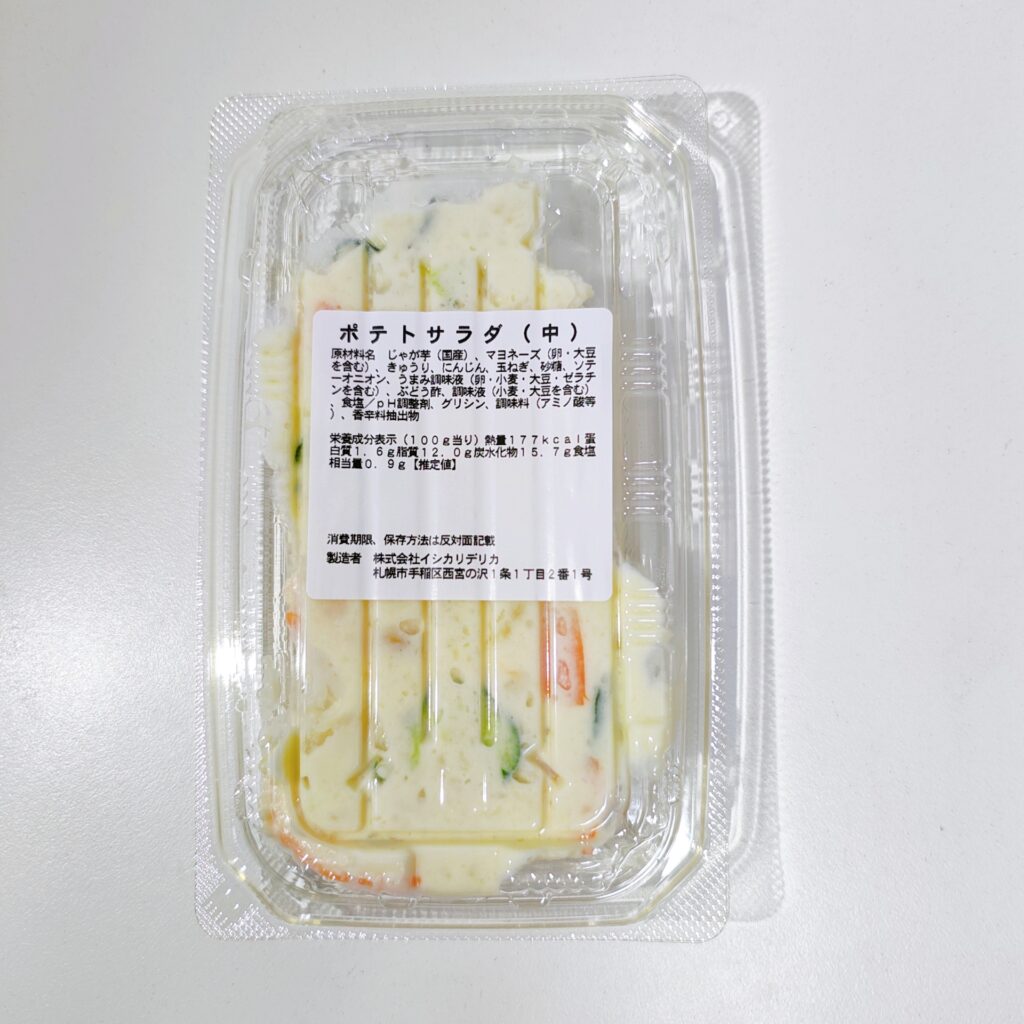 ポテトサラダ（中）
原材料名　じゃが芋（国産）、マヨネーズ（卵・大豆
を含む）、きゅうり、にんじん、玉ねぎ、砂糖、ソテ
ーオニオン、うまみ調味液（卵・小麦・大豆・ゼラチ
ンを含む）、ぶどう酢、調味液（小麦・大豆を含む）
、食塩／ｐＨ調整剤、グリシン、調味料（アミノ酸等
）、香辛料抽出物
栄養成分表示（１００ｇ当り）熱量１７７ｋｃａｌ蛋
白質１．６ｇ脂質１２．０ｇ炭水化物１５．７ｇ食塩
相当量０．９ｇ【推定値】
消費期限、保存方法は反対面記載
製造者　株式会社イシカリデリカ
札幌市手稲区西宮の沢１条１丁目２番１号